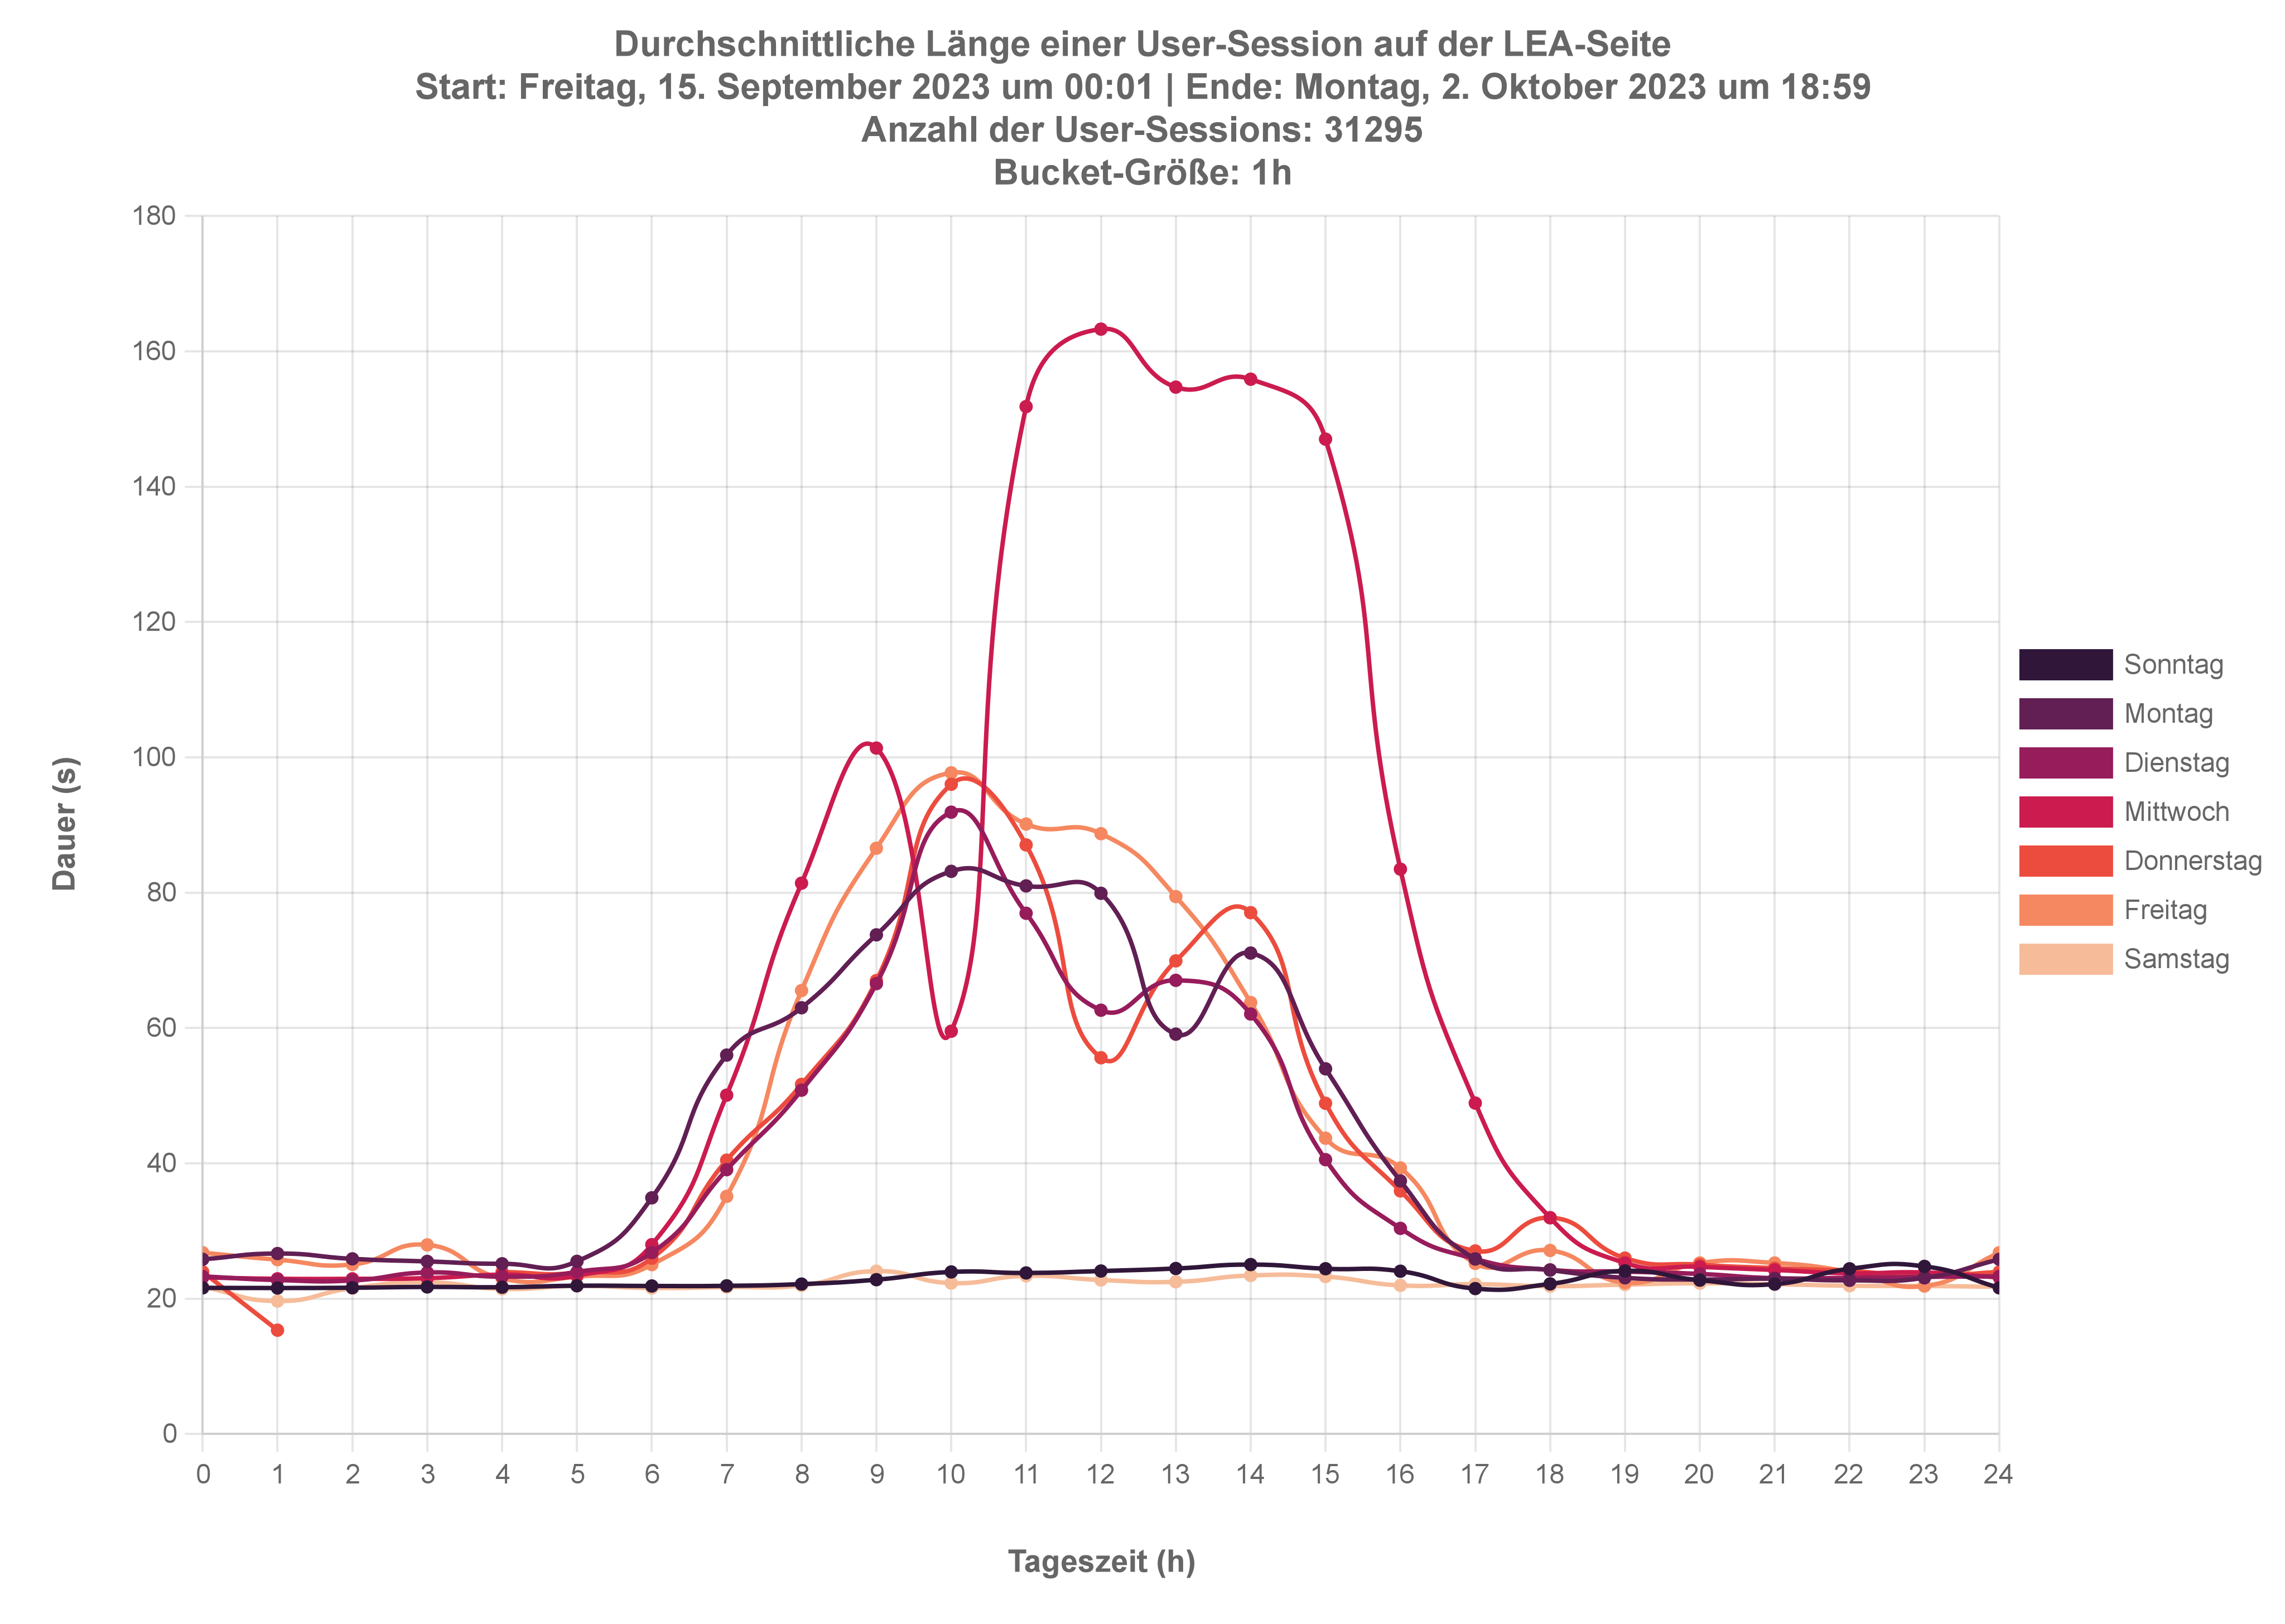 Durchschnittliche Länge einer User-Session auf der LEA-Seite
Start: Freitag, 15. September 2023 um 00:01 | Ende: Montag, 2. Oktober 2023 um 18:59
Anzahl der User-Sessions: 31295
Bucket-Größe: 1h
180
160
140
120
100
80
60
40
20
0
Dauer (s)
0 1 2 3 4 5 6 7 8 9 10 11 12 13 14 15 16 17 18 19 20 21 22 23 24
Tageszeit (h)
Sonntag
Montag
Dienstag
Mittwoch
Donnerstag
Freitag
Samstag